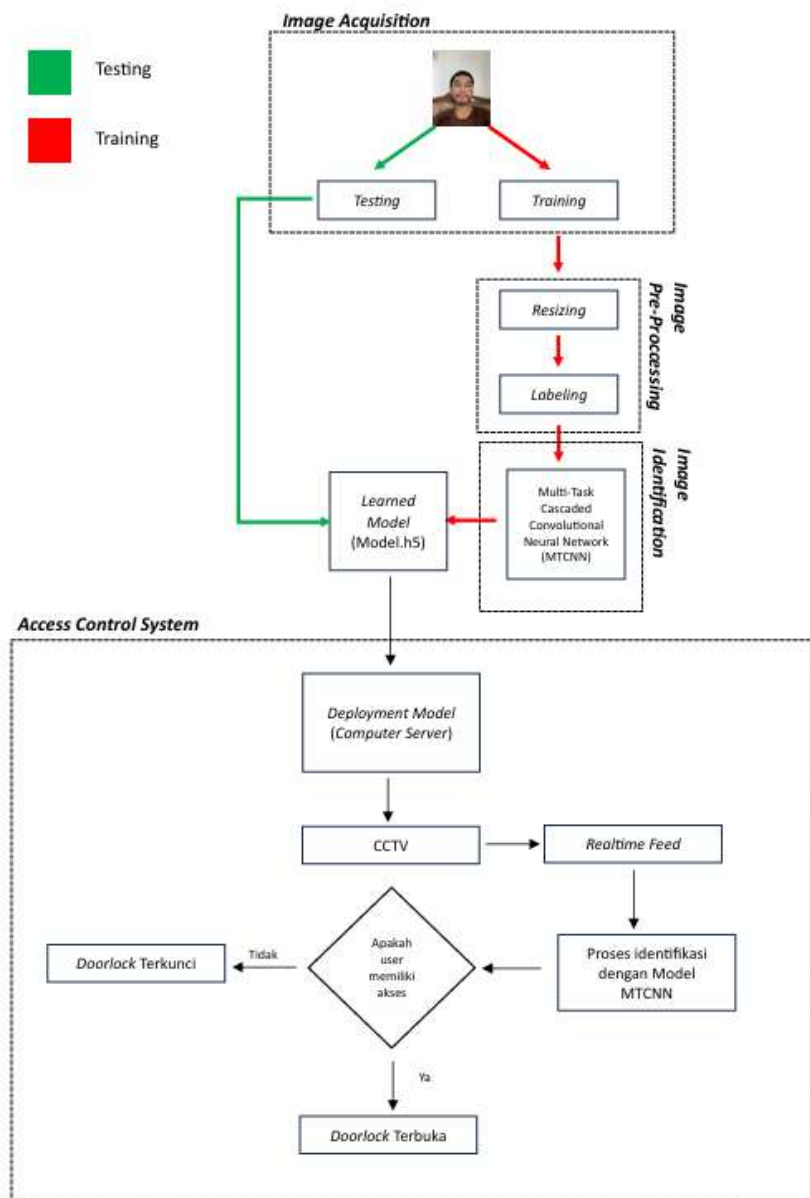 Image Acquisition
Testing
Training
Testing
Training
Resizing
Labeling
Image
Pre-Proccessing
Image
Identification
Multi-Task
Cascaded
Convolutional
Neural Network
(MTCNN)
Learned
Model
(Model.h5)
Access Control System
Deployment Model
(Computer Server)
CCTV
Realtime Feed
Proses identifikasi
dengan Model
MTCNN
Apakah
user
memiliki
akses
Tidak
Doorlock Terkunci
Ya
Doorlock Terbuka